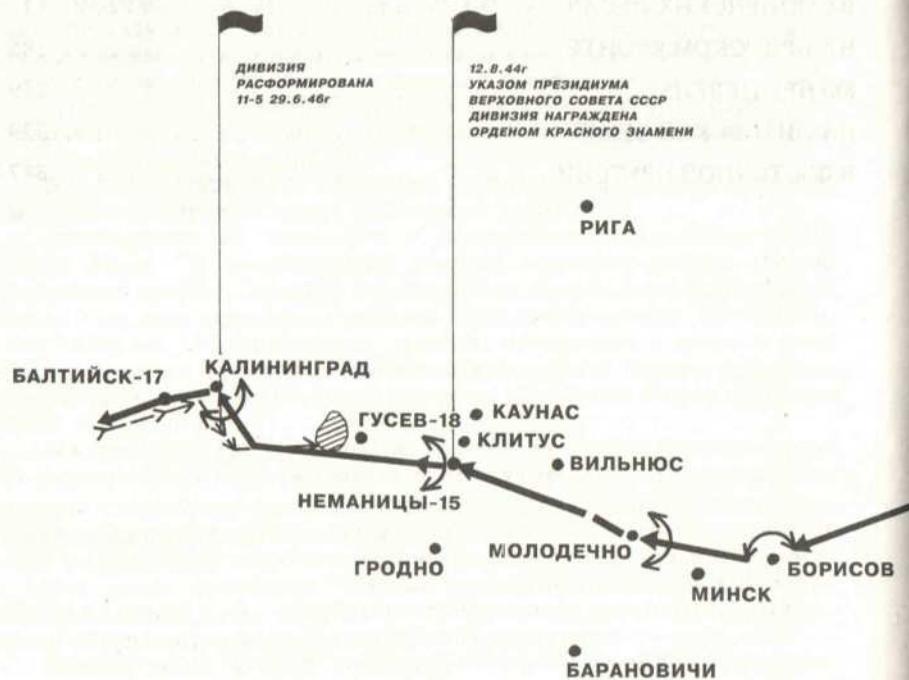 ДИВИЗИЯ
РАСФОРМИРОВАНА
11-5 29.6.46г
12.8.44г
УКАЗОМ ПРЕЗИДИУМА
ВЕРХОВНОГО СОВЕТА СССР
ДИВИЗИЯ НАГРАЖДЕНА
ОРДЕНОМ КРАСНОГО ЗНАМЕНИ
РИГА
КАЛИНИНГРАД
БАЛТИЙСК-17
КАУНАС
ГУСЕВ-18
КЛИТУС
ВИЛЬНЮС
НЕМАНИЦЫ-15
МОЛОДЕЧНО
ГРОДНО
БОРИСОВ
МИНСК
БАРАНОВИЧИ